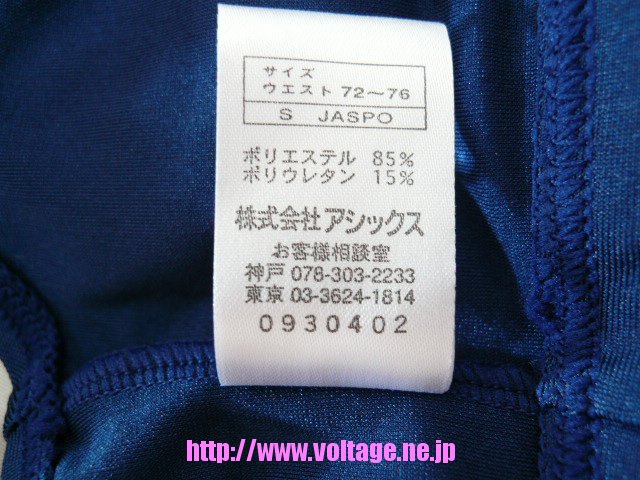 サイズ
ウエスト 72～76
S JASPO
ポリエステル 85%
ポリウレタン 15%
株式会社アシックス
お客様相談室
神戸 078-303-2233
東京 03-3624-1814
0930402
http://www.voltage.ne.jp